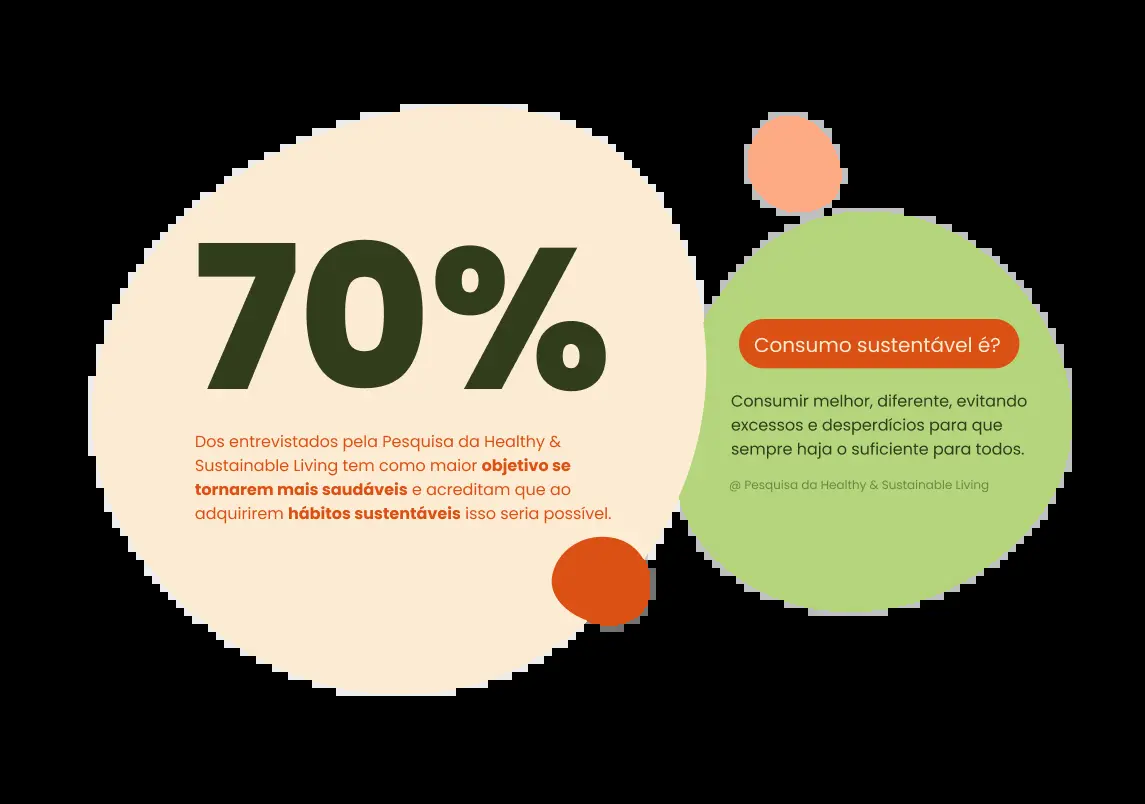 70%
Dos entrevistados pela Pesquisa da Healthy &
Sustainable Living tem como maior objetivo se
tornarem mais saudáveis e acreditam que ao
adquirirem hábitos sustentáveis isso seria possível.
Consumo sustentável é?
Consumir melhor, diferente, evitando
excessos e desperdícios para que
sempre haja o suficiente para todos.
@ Pesquisa da Healthy & Sustainable Living